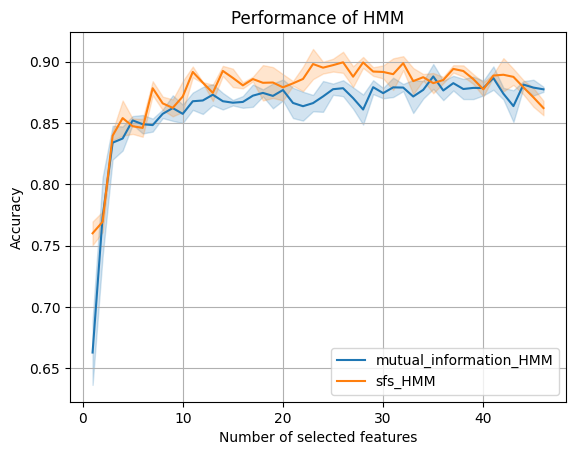 Performance of HMM
0.90
0.85
0.80
0.75
0.70
0.65
Accuracy
mutual_information_HMM
sfs_HMM
0 10 20 30 40
Number of selected features